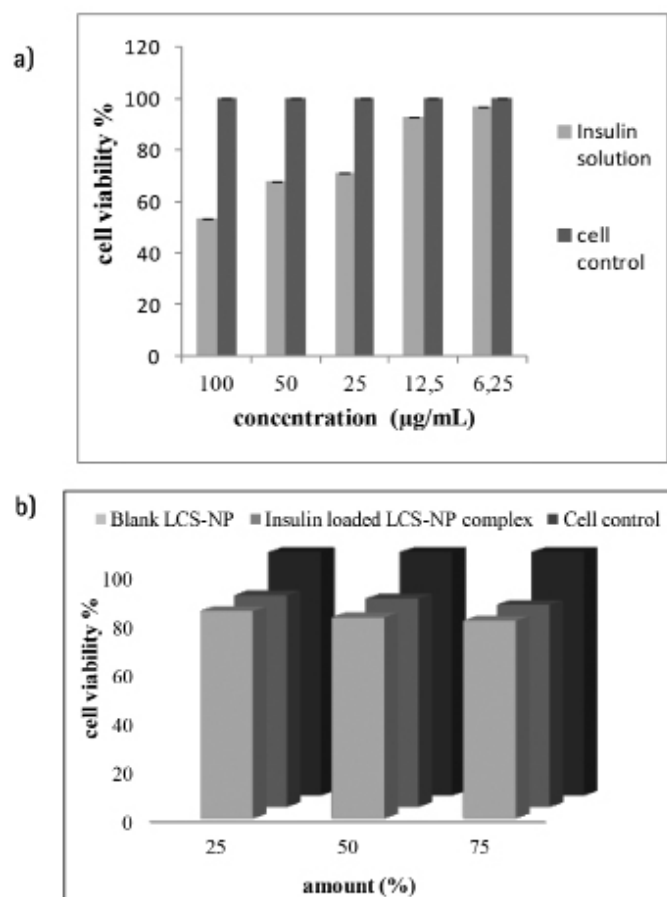 a)
120
100
80
60
40
20
0
cell viability %
100 50 25 12,5 6,25
concentration (µg/mL)
Insulin
solution
cell
control
b)
Blank LCS-NP Insulin loaded LCS-NP complex Cell control
100
80
60
40
20
0
cell viability %
25 50 75
amount (%)